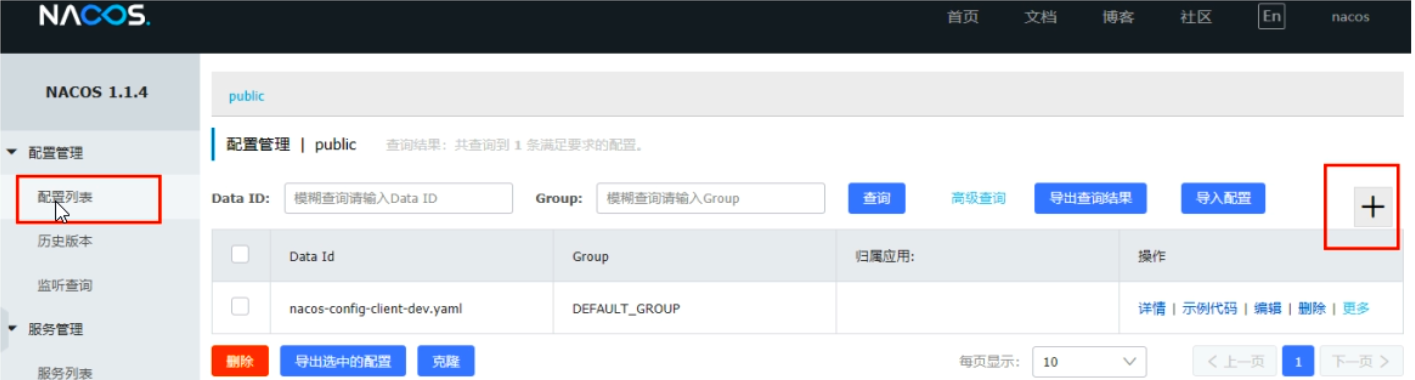 NACOS. 首页 文档 博客 社区 En nacos
NACOS 1.1.4
public
配置管理
配置管理 | public 查询结果：共查询到 1 条满足要求的配置。
配置列表
Data ID: 模糊查询请输入Data ID Group: 模糊查询请输入Group 查询 高级查询 导出查询结果 导入配置 +
历史版本
Data Id Group 归属应用: 操作
监听查询
nacos-config-client-dev.yaml DEFAULT_GROUP 详情 | 示例代码 | 编辑 | 删除 | 更多
服务管理
删除 导出选中的配置 克隆 每页显示: 10 < 上一页 1 下一页 >
服务列表